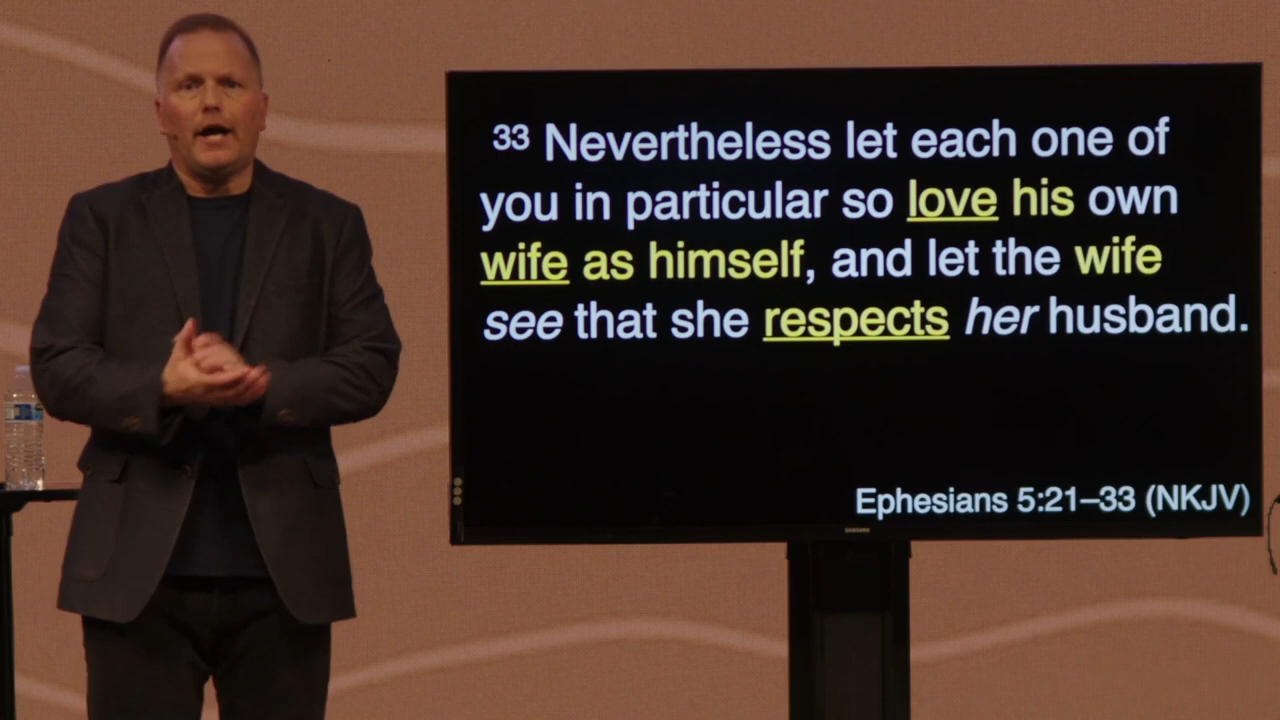 33 Nevertheless let each one of
you in particular so love his own
wife as himself, and let the wife
see that she respects her husband.
Ephesians 5:21–33 (NKJV)
SAMSUNG